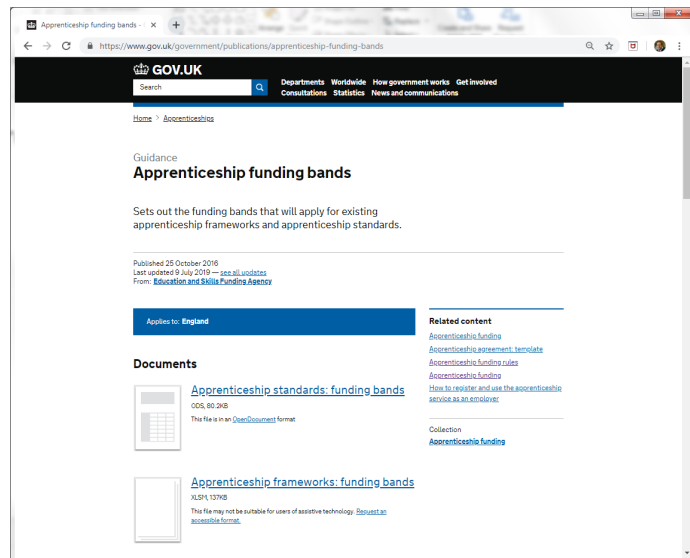 Apprenticeship funding bands - 
https://www.gov.uk/government/publications/apprenticeship-funding-bands
GOV.UK
Search
Departments Worldwide How government works Get involved
Consultations Statistics News and communications
Home > Apprenticeships
Guidance
Apprenticeship funding bands
Sets out the funding bands that will apply for existing
apprenticeship frameworks and apprenticeship standards.
Published 25 October 2016
Last updated 9 July 2019 — see all updates
From: Education and Skills Funding Agency
Applies to: England
Documents
Apprenticeship standards: funding bands
ODS, 80.2KB
This file is in an OpenDocument format
Apprenticeship frameworks: funding bands
XLSM, 137KB
This file may not be suitable for users of assistive technology. Request an
accessible format.
Related content
Apprenticeship funding
Apprenticeship agreement: template
Apprenticeship funding rules
Apprenticeship funding
How to register and use the apprenticeship
service as an employer
Collection
Apprenticeship funding